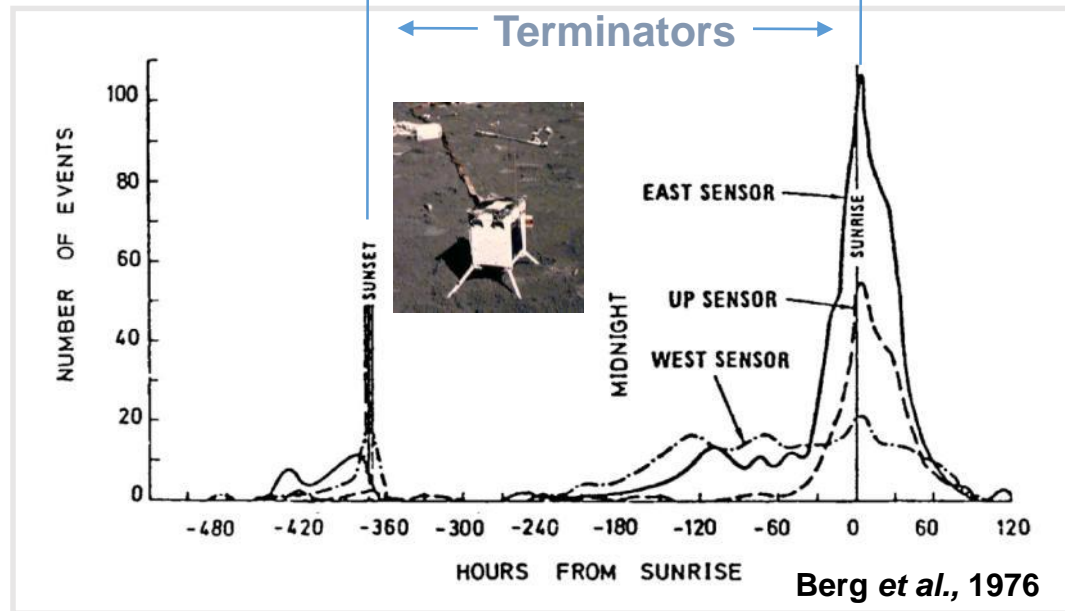 Terminators
NUMBER OF EVENTS
100
80
60
40
20
0
SUNSET
MIDNIGHT
EAST SENSOR
SUNRISE
UP SENSOR
WEST SENSOR
-480 -420 -360 -300 -240 -180 -120 -60 0 60 120
HOURS FROM SUNRISE
Berg et al., 1976